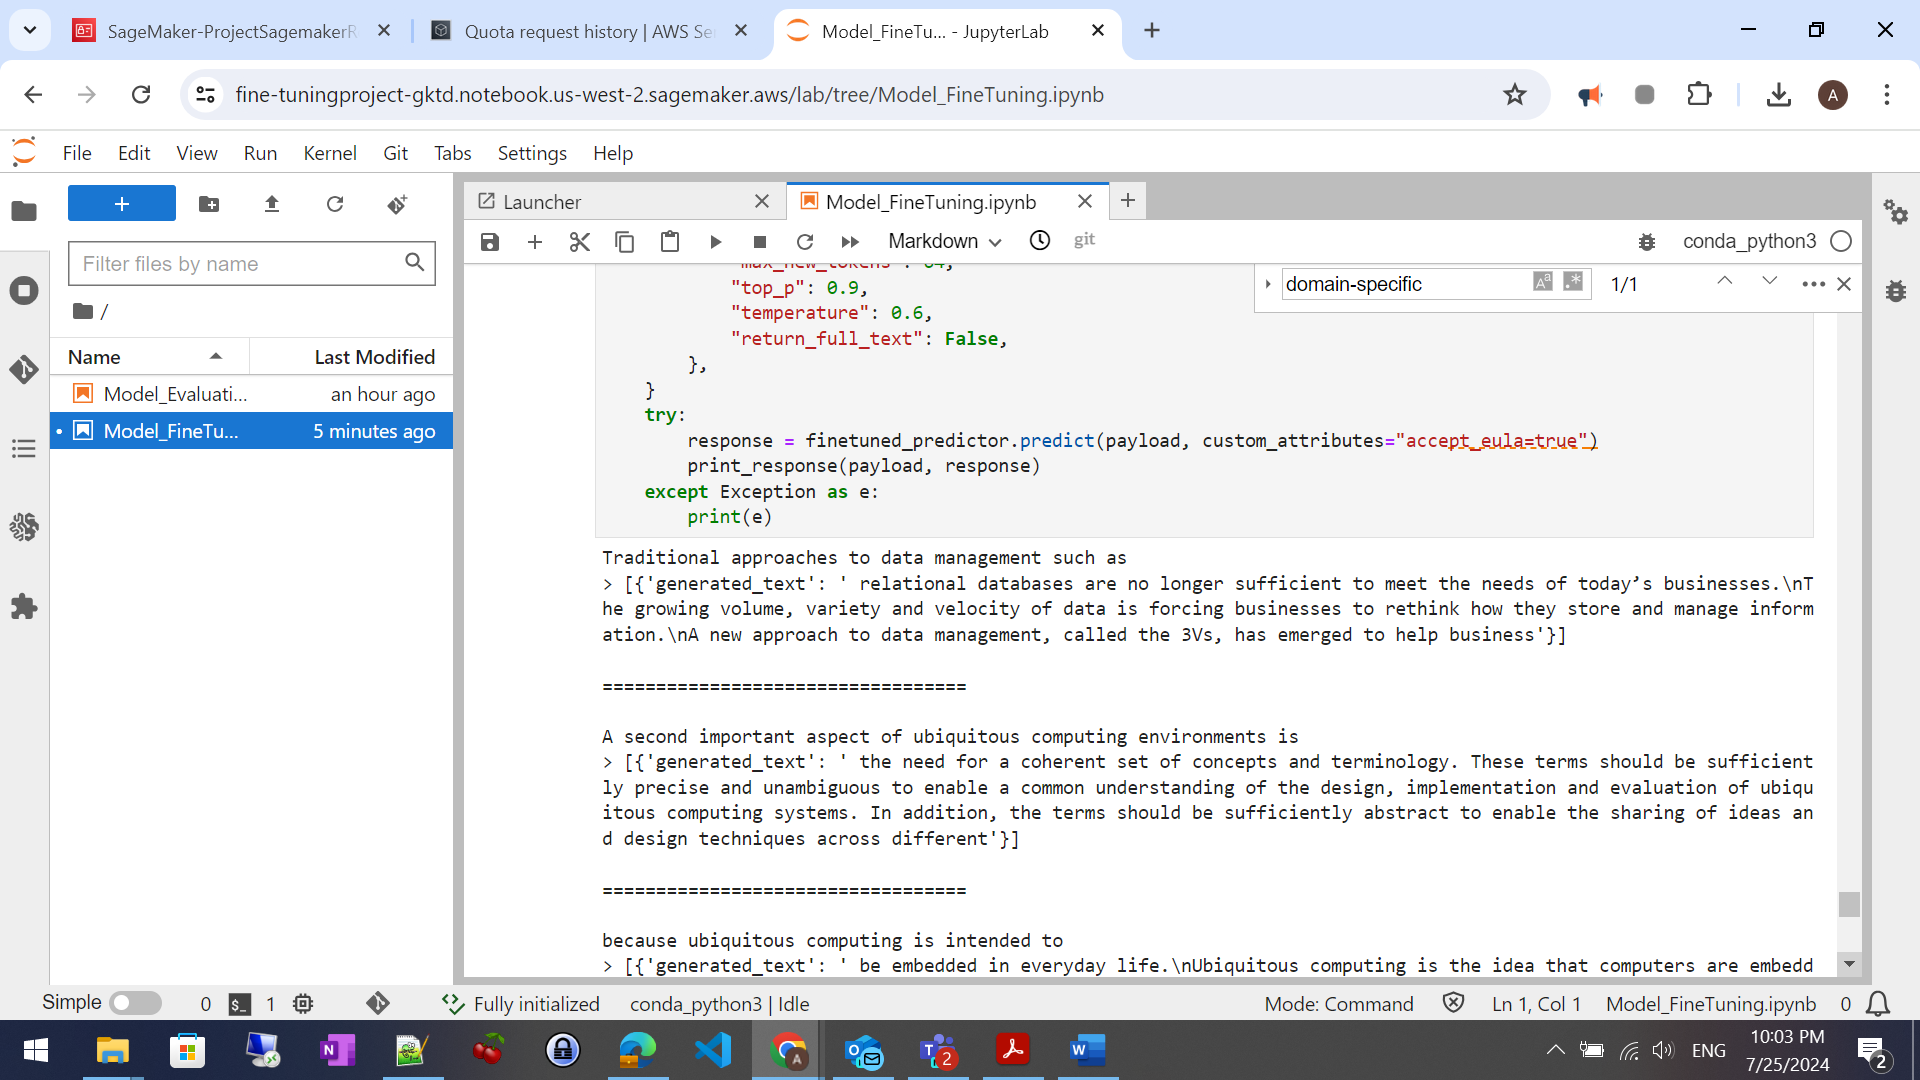 SageMaker-ProjectSagemakerR
Quota request history | AWS Se
Model_FineTu... - JupyterLab
fine-tuningproject-gktd.notebook.us-west-2.sagemaker.aws/lab/tree/Model_FineTuning.ipynb
A
File Edit View Run Kernel Git Tabs Settings Help
Launcher
Model_FineTuning.ipynb
Markdown
git
conda_python3
Filter files by name
domain-specific
1/1
/
Name
Last Modified
Model_Evaluati...
an hour ago
Model_FineTu...
5 minutes ago
"max_new_tokens": 64,
"top_p": 0.9,
"temperature": 0.6,
"return_full_text": False,
},
}
try:
response = finetuned_predictor.predict(payload, custom_attributes="accept_eula=true")
print_response(payload, response)
except Exception as e:
print(e)
Traditional approaches to data management such as
> [{'generated_text': ' relational databases are no longer sufficient to meet the needs of today’s businesses.\nT
he growing volume, variety and velocity of data is forcing businesses to rethink how they store and manage inform
ation.\nA new approach to data management, called the 3Vs, has emerged to help business'}]
==================================
A second important aspect of ubiquitous computing environments is
> [{'generated_text': ' the need for a coherent set of concepts and terminology. These terms should be sufficient
ly precise and unambiguous to enable a common understanding of the design, implementation and evaluation of ubiqu
itous computing systems. In addition, the terms should be sufficiently abstract to enable the sharing of ideas an
d design techniques across different'}]
==================================
because ubiquitous computing is intended to
> [{'generated_text': ' be embedded in everyday life.\nUbiquitous computing is the idea that computers are embedd
Simple
0
1
Fully initialized
conda_python3 | Idle
Mode: Command
Ln 1, Col 1
Model_FineTuning.ipynb
0
ENG
10:03 PM
7/25/2024
2
2